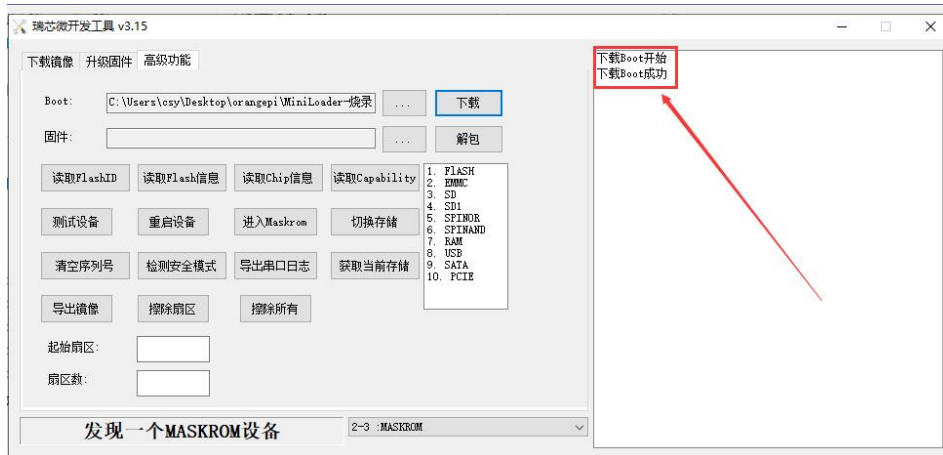 瑞芯微开发工具 v3.15
下载镜像 升级固件 高级功能
Boot: C:\Users\csy\Desktop\orangepi\MiniLoader-烧录 ... 下载
固件: ... 解包
读取FlashID 读取Flash信息 读取Chip信息 读取Capability
测试设备 重启设备 进入Maskrom 切换存储
清空序列号 检测安全模式 导出串口日志 获取当前存储
导出镜像 擦除扇区 擦除所有
1. FlASH
2. EMMC
3. SD
4. SD1
5. SPINOR
6. SPINAND
7. RAM
8. USB
9. SATA
10. PCIE
起始扇区:
扇区数:
发现一个MASKROM设备 2-3 :MASKROM
下载Boot开始
下载Boot成功